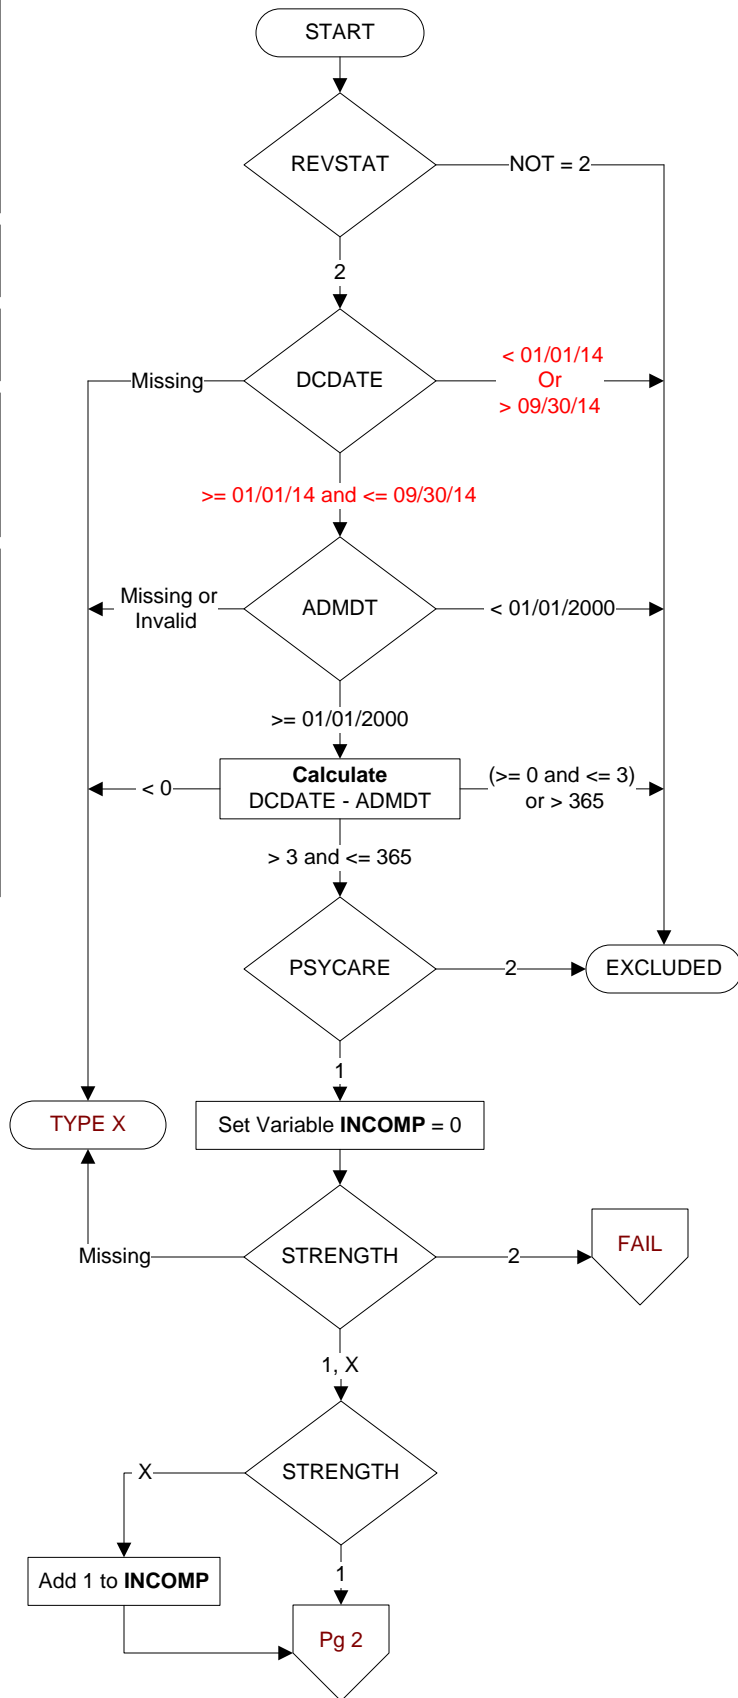 START
REVSTAT
NOT = 2
2
Missing
DCDATE
< 01/01/14
Or
> 09/30/14
>= 01/01/14 and <= 09/30/14
Missing or
Invalid
ADMDT
< 01/01/2000
>= 01/01/2000
< 0
Calculate
DCDATE - ADMDT
(>= 0 and <= 3)
or > 365
> 3 and <= 365
PSYCARE
2
EXCLUDED
1
TYPE X
Set Variable INCOMP = 0
Missing
STRENGTH
2
FAIL
1, X
X
STRENGTH
Add 1 to INCOMP
1
Pg 2